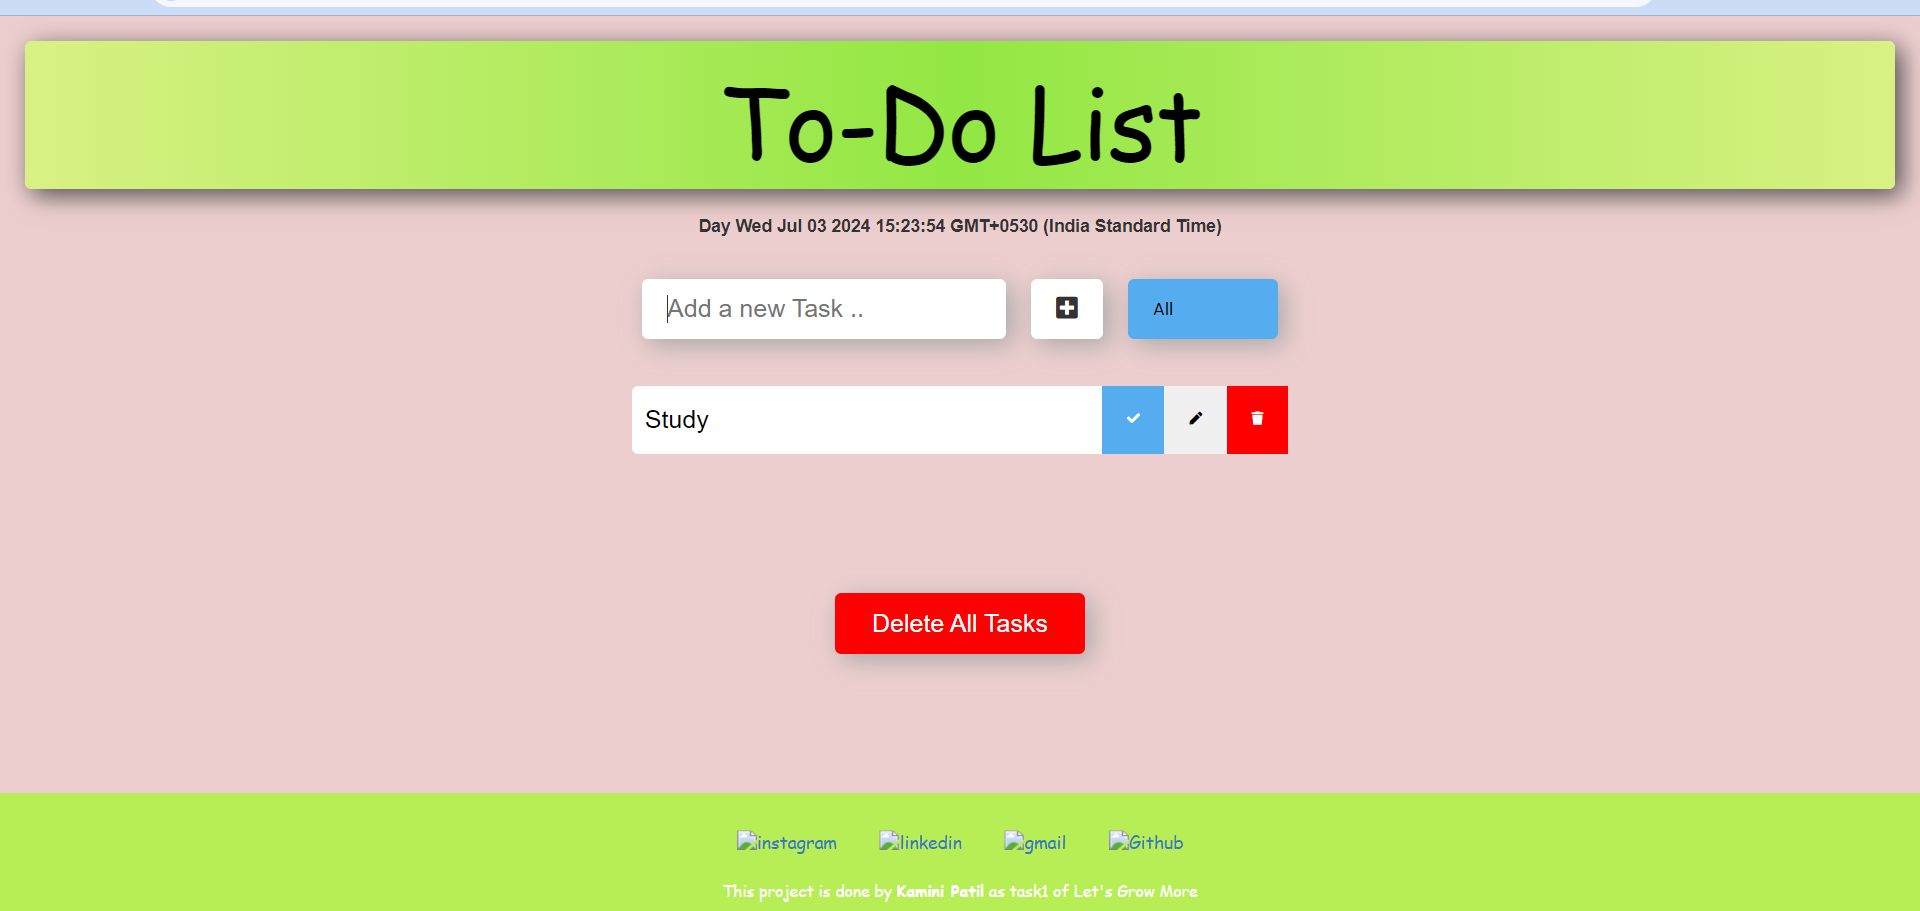 To-Do List
Day Wed Jul 03 2024 15:23:54 GMT+0530 (India Standard Time)
Add a new Task ..
All
Study
Delete All Tasks
instagram linkedin gmail Github
This project is done by Kamini Patil as task1 of Let's Grow More